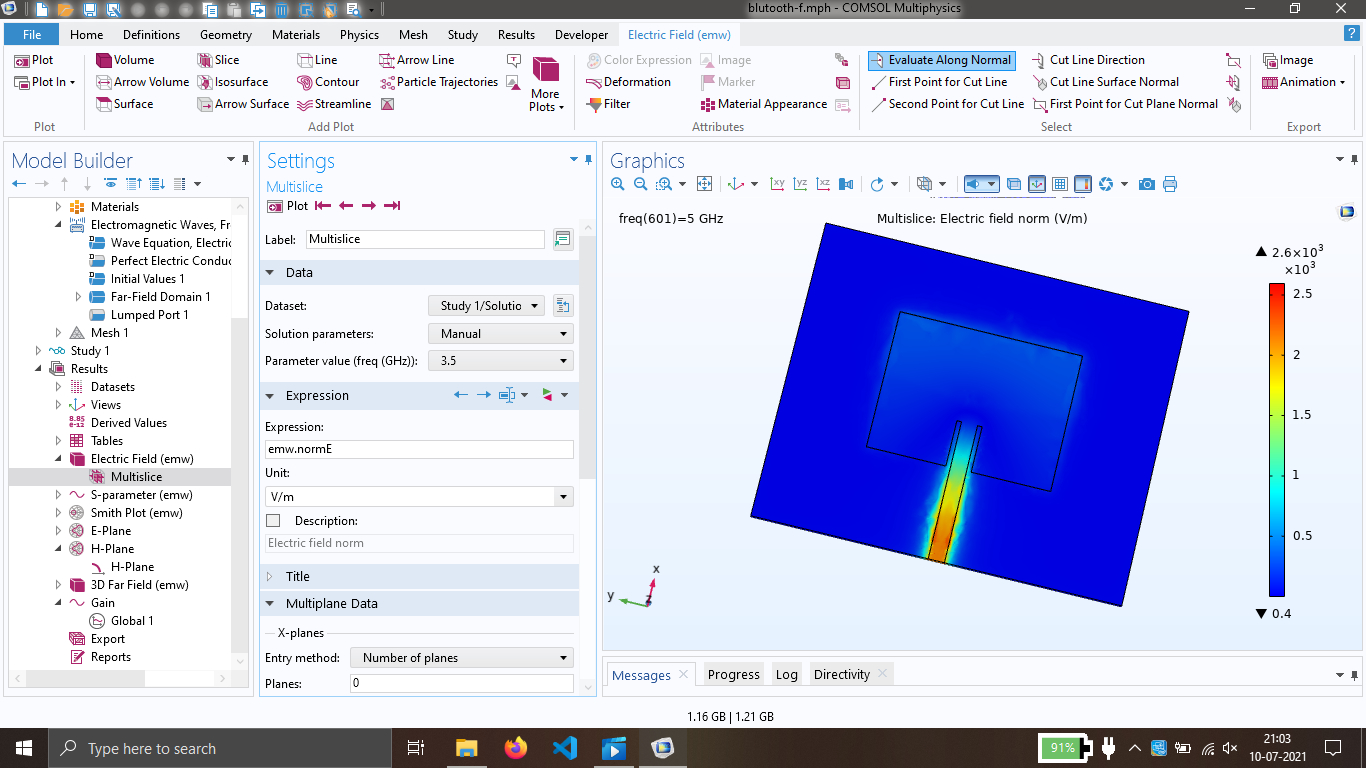 blutooth-f.mph - COMSOL Multiphysics
File Home Definitions Geometry Materials Physics Mesh Study Results Developer Electric Field (emw)
Plot
Plot In
Plot
Volume Slice Line Arrow Line
Arrow Volume Isosurface Contour Particle Trajectories
Surface Arrow Surface Streamline
More
Plots
Add Plot
Color Expression Image
Deformation Marker
Filter Material Appearance
Attributes
Evaluate Along Normal Cut Line Direction
First Point for Cut Line Cut Line Surface Normal
Second Point for Cut Line First Point for Cut Plane Normal
Select
Image
Animation
Export
Model Builder
Materials
Electromagnetic Waves, Fr
Wave Equation, Electric
Perfect Electric Conduc
Initial Values 1
Far-Field Domain 1
Lumped Port 1
Mesh 1
Study 1
Results
Datasets
Views
8.85
e-12
Derived Values
Tables
Electric Field (emw)
Multislice
S-parameter (emw)
Smith Plot (emw)
E-Plane
H-Plane
H-Plane
3D Far Field (emw)
Gain
Global 1
Export
Reports
Settings
Multislice
Plot
Label: Multislice
Data
Dataset: Study 1/Solutio
Solution parameters: Manual
Parameter value (freq (GHz)): 3.5
Expression
Expression:
emw.normE
Unit:
V/m
Description:
Electric field norm
Title
Multiplane Data
X-planes
Entry method: Number of planes
Planes: 0
Graphics
xy yz xz
freq(601)=5 GHz Multislice: Electric field norm (V/m)
▲ 2.6×10³
×10³
2.5
2
1.5
1
0.5
▼ 0.4
x
y
z
Messages Progress Log Directivity
1.16 GB | 1.21 GB
Type here to search
91%
21:03
10-07-2021